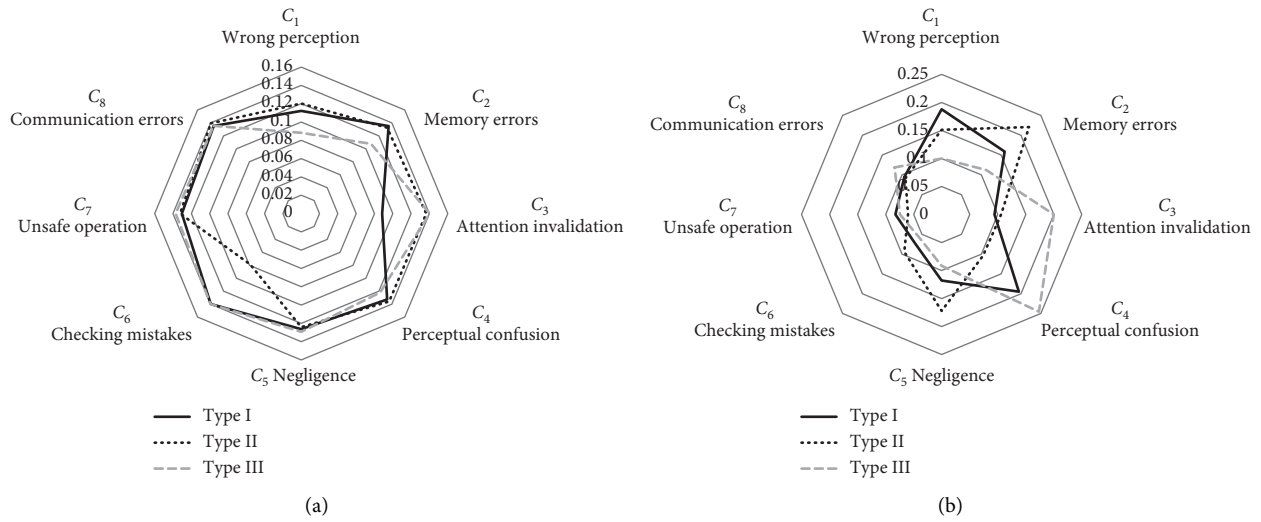 C1
Wrong perception
0.16
0.14
0.12
0.1
0.08
0.06
0.04
0.02
0
C2
Memory errors
C3
Attention invalidation
C4
Perceptual confusion
C5 Negligence
C6
Checking mistakes
C7
Unsafe operation
C8
Communication errors
Type I
Type II
Type III
(a)
C1
Wrong perception
0.25
0.2
0.15
0.1
0.05
0
C2
Memory errors
C3
Attention invalidation
C4
Perceptual confusion
C5 Negligence
C6
Checking mistakes
C7
Unsafe operation
C8
Communication errors
Type I
Type II
Type III
(b)